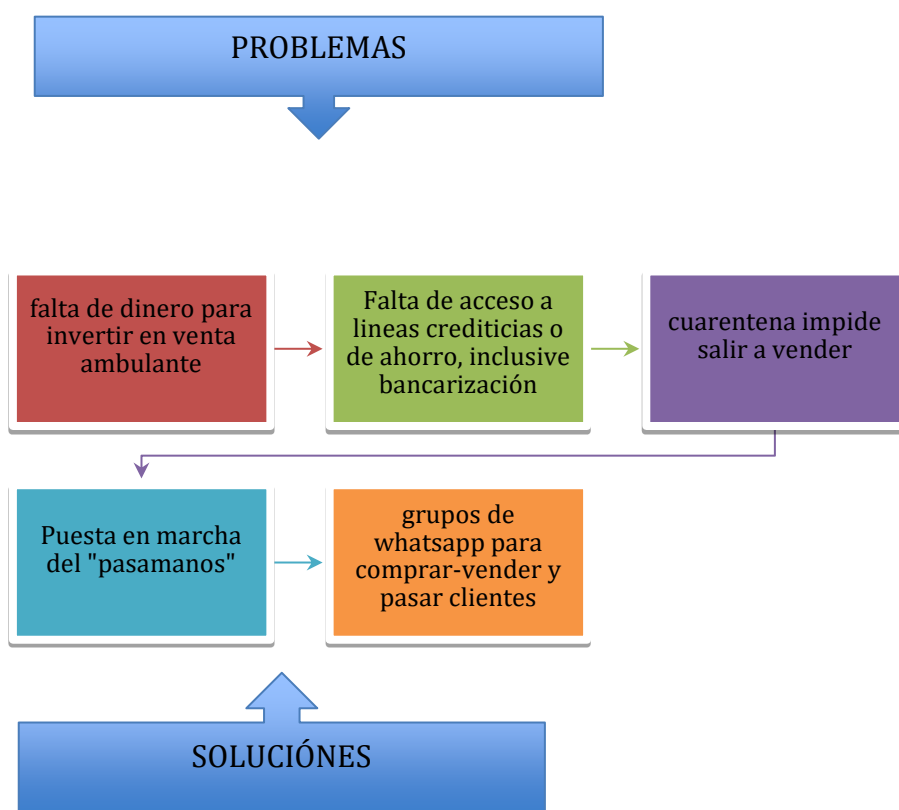 PROBLEMAS
falta de dinero para
invertir en venta
ambulante
Falta de acceso a
lineas crediticias o
de ahorro, inclusive
bancarización
cuarentena impide
salir a vender
Puesta en marcha
del "pasamanos"
grupos de
whatsapp para
comprar-vender y
pasar clientes
SOLUCIÓNES